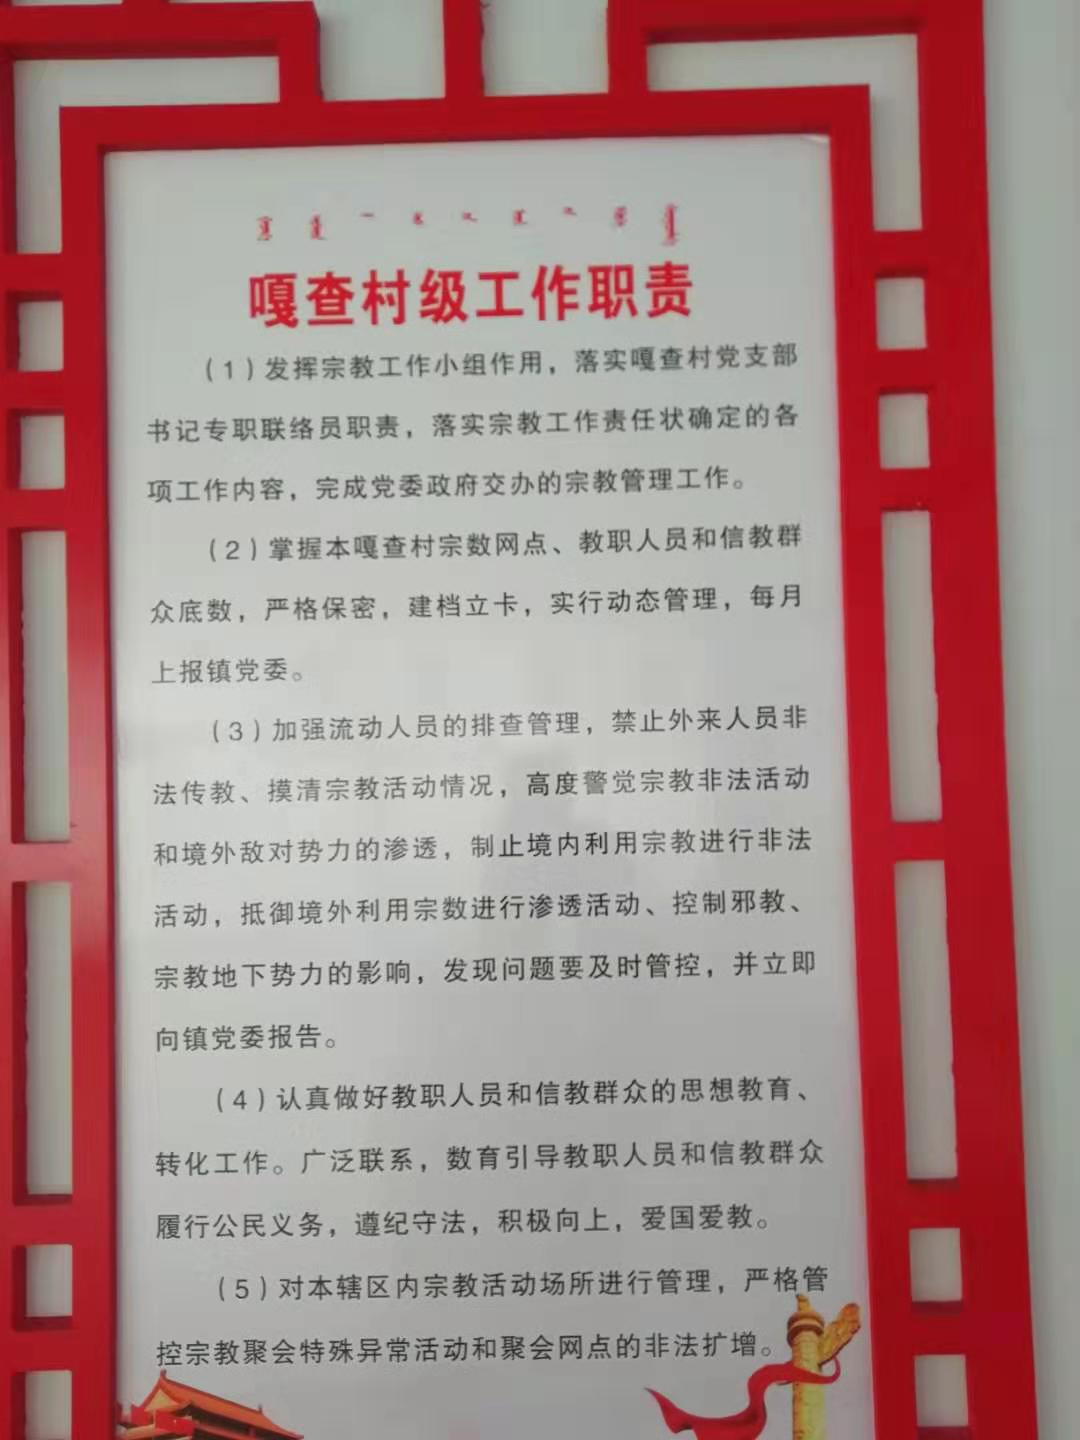 嘎查村级工作职责
（1）发挥宗教工作小组作用，落实嘎查村党支部
书记专职联络员职责，落实宗教工作责任状确定的各
项工作内容，完成党委政府交办的宗教管理工作。
（2）掌握本嘎查村宗数网点、教职人员和信教群
众底数，严格保密，建档立卡，实行动态管理，每月
上报镇党委。
（3）加强流动人员的排查管理，禁止外来人员非
法传教、摸清宗教活动情况，高度警觉宗教非法活动
和境外敌对势力的渗透，制止境内利用宗教进行非法
活动，抵御境外利用宗数进行渗透活动、控制邪教、
宗教地下势力的影响，发现问题要及时管控，并立即
向镇党委报告。
（4）认真做好教职人员和信教群众的思想教育、
转化工作。广泛联系，数育引导教职人员和信教群众
履行公民义务，遵纪守法，积极向上，爱国爱教。
（5）对本辖区内宗教活动场所进行管理，严格管
控宗教聚会特殊异常活动和聚会网点的非法扩增。